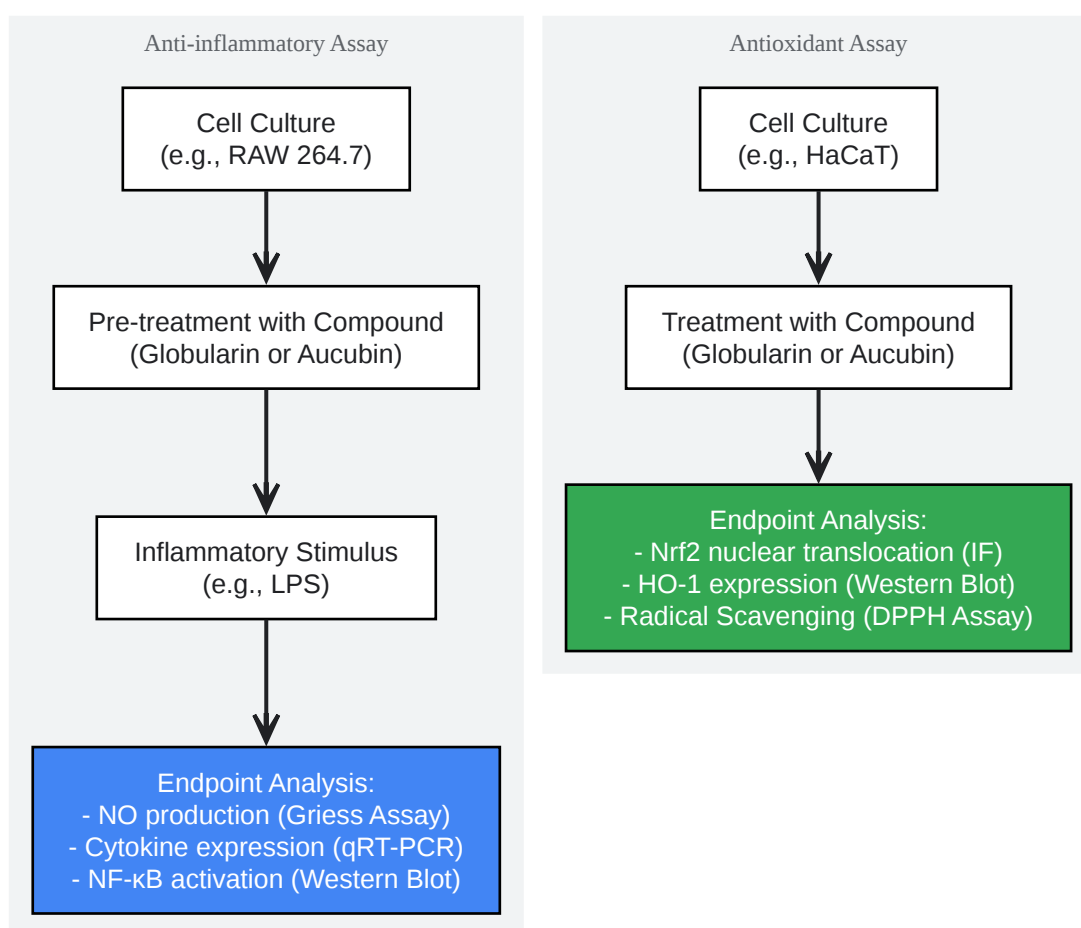 Anti-inflammatory Assay
Cell Culture
(e.g., RAW 264.7)
Pre-treatment with Compound
(Globularin or Aucubin)
Inflammatory Stimulus
(e.g., LPS)
Endpoint Analysis:
- NO production (Griess Assay)
- Cytokine expression (qRT-PCR)
- NF-κB activation (Western Blot)
Antioxidant Assay
Cell Culture
(e.g., HaCaT)
Treatment with Compound
(Globularin or Aucubin)
Endpoint Analysis:
- Nrf2 nuclear translocation (IF)
- HO-1 expression (Western Blot)
- Radical Scavenging (DPPH Assay)